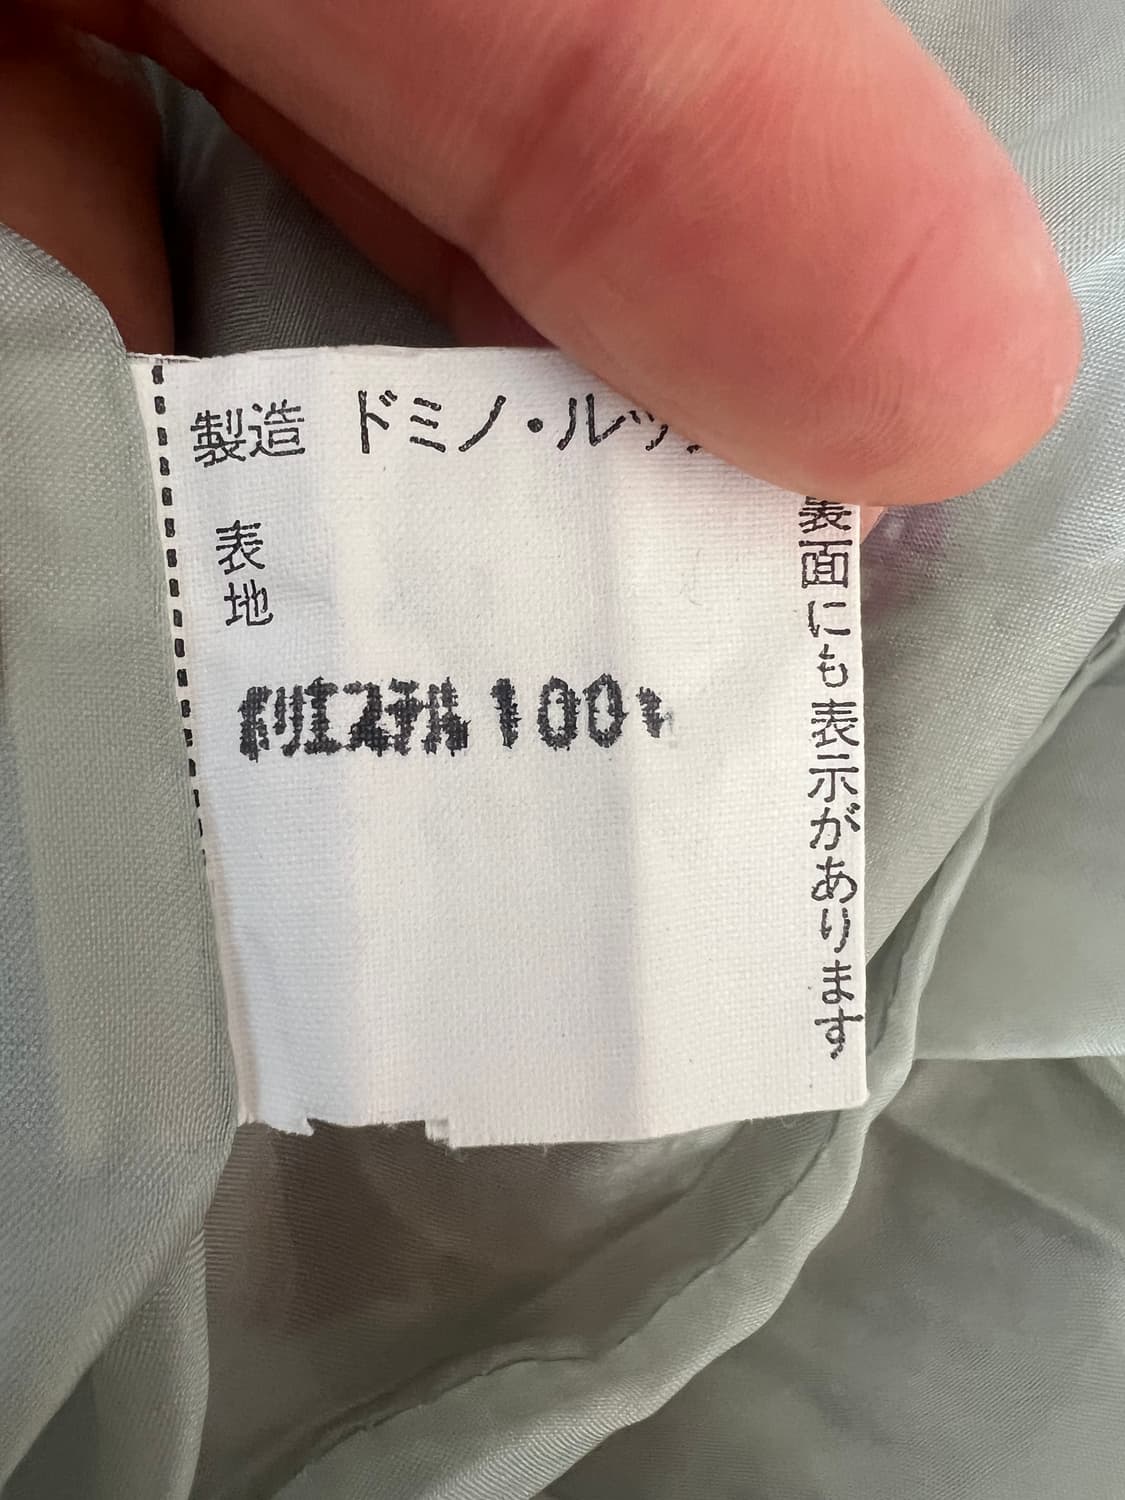 製造 ドミノ・ルッ
表地
ポリエステル 100%
裏面にも表示があります